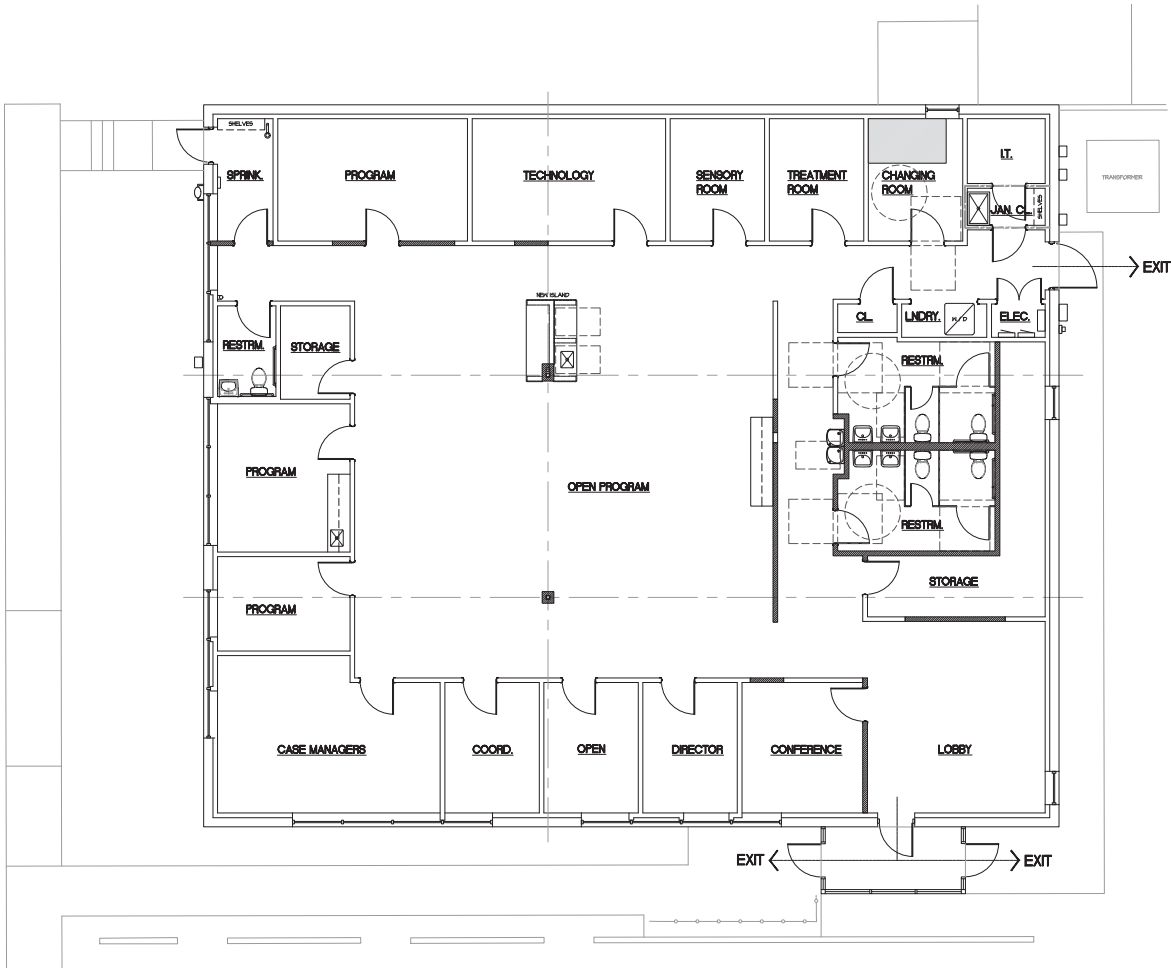 SHELVES
SPRINK.
PROGRAM
TECHNOLOGY
SENSORY
ROOM
TREATMENT
ROOM
CHANGING
ROOM
I.T.
TRANSFORMER
JAN. CL.
SHELVES
EXIT
NEW ISLAND
CL.
LNDRY.
W / D
ELEC.
RESTRM.
STORAGE
RESTRM.
PROGRAM
OPEN PROGRAM
RESTRM.
STORAGE
PROGRAM
CASE MANAGERS
COORD.
OPEN
DIRECTOR
CONFERENCE
LOBBY
EXIT
EXIT